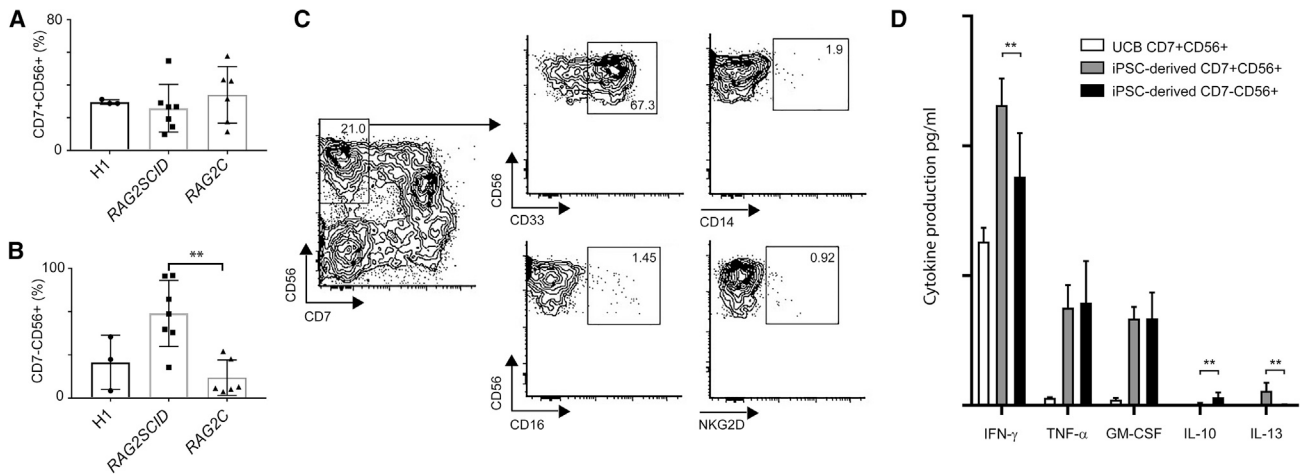 A
80
CD7+CD56+ (%)
0
H1
RAG2SCID
RAG2C
B
100
**
CD7-CD56+ (%)
0
H1
RAG2SCID
RAG2C
C
21.0
CD56
CD7
67.3
CD56
CD33
1.9
CD14
1.45
CD56
CD16
0.92
NKG2D
D
UCB CD7+CD56+
iPSC-derived CD7+CD56+
iPSC-derived CD7-CD56+
Cytokine production pg/ml
**
**
**
IFN-γ
TNF-α
GM-CSF
IL-10
IL-13